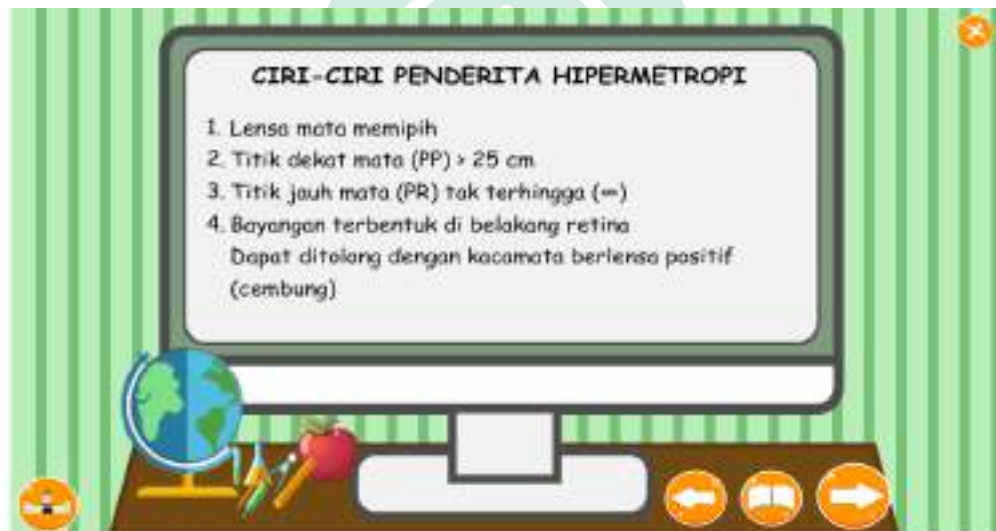 CIRI-CIRI PENDERITA HIPERMETROPI
1. Lensa mata memipih
2. Titik dekat mata (PP) > 25 cm
3. Titik jauh mata (PR) tak terhingga (∞)
4. Bayangan terbentuk di belakang retina
Dapat ditolong dengan kacamata berlensa positif
(cembung)